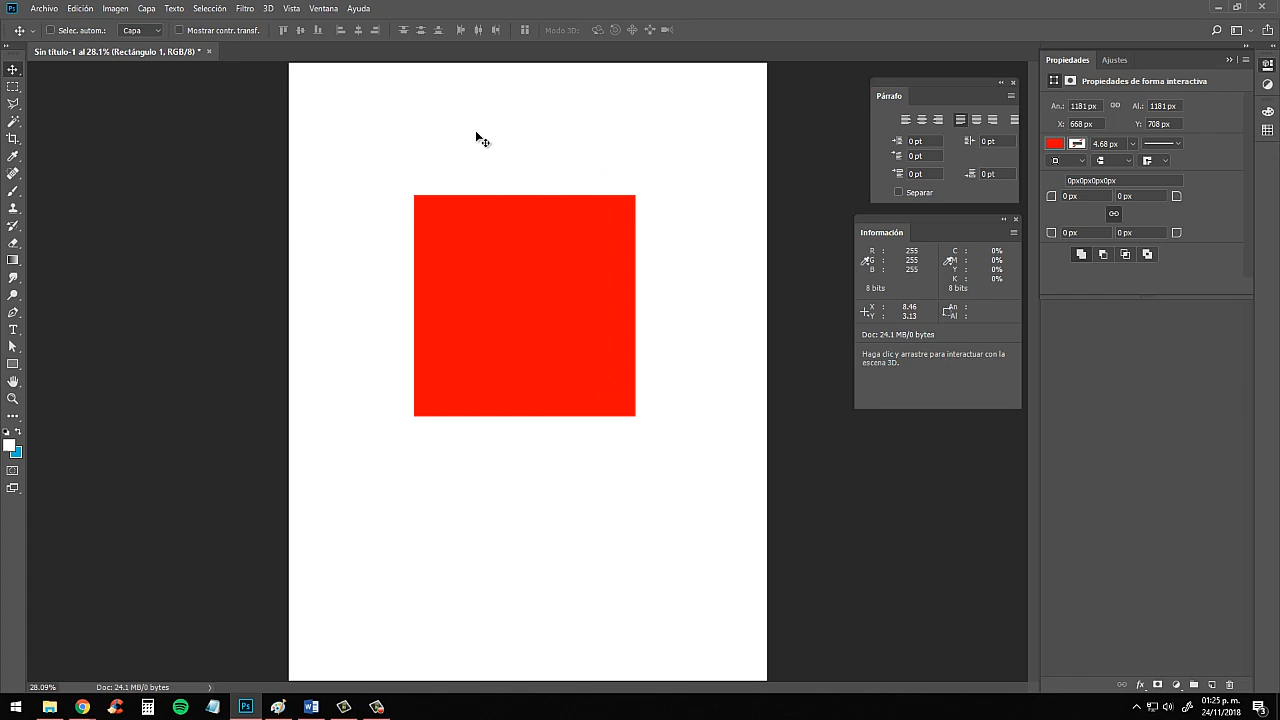 Ps Archivo Edición Imagen Capa Texto Selección Filtro 3D Vista Ventana Ayuda
Selec. autom.: Capa Mostrar contr. transf. Modo 3D:
Sin título-1 al 28.1% (Rectángulo 1, RGB/8) * ×
Propiedades Ajustes
Propiedades de forma interactiva
An.: 1181 px Al.: 1181 px
X: 668 px Y: 708 px
4.68 px
0px0px0px0px
0 px 0 px
0 px 0 px
Párrafo
0 pt 0 pt
0 pt
0 pt 0 pt
Separar
Información
R : 255 C : 0%
G : 255 M : 0%
B : 255 Y : 0%
K : 0%
8 bits 8 bits
X : 8.46 An :
Y : 3.13 Al :
Doc: 24.1 MB/0 bytes
Haga clic y arrastre para interactuar con la
escena 3D.
28.09% Doc: 24.1 MB/0 bytes
fx
Ps
01:25 p. m.
24/11/2018
3